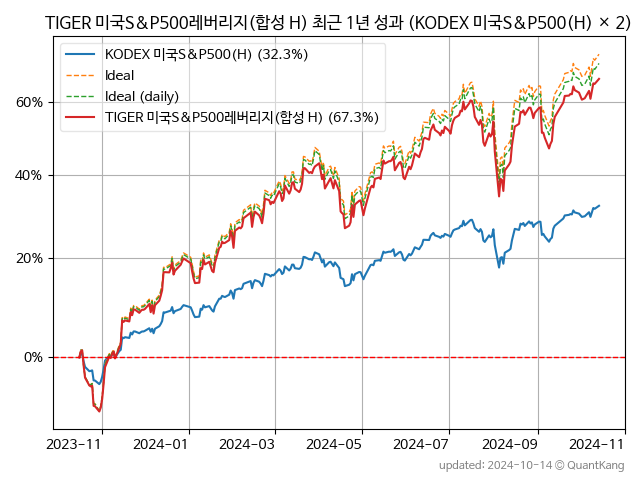 TIGER 미국S&P500레버리지(합성 H) 최근 1년 성과 (KODEX 미국S&P500(H) × 2)
KODEX 미국S&P500(H) (32.3%)
Ideal
Ideal (daily)
TIGER 미국S&P500레버리지(합성 H) (67.3%)
60%
40%
20%
0%
2023-11 2024-01 2024-03 2024-05 2024-07 2024-09 2024-11
updated: 2024-10-14 © QuantKang